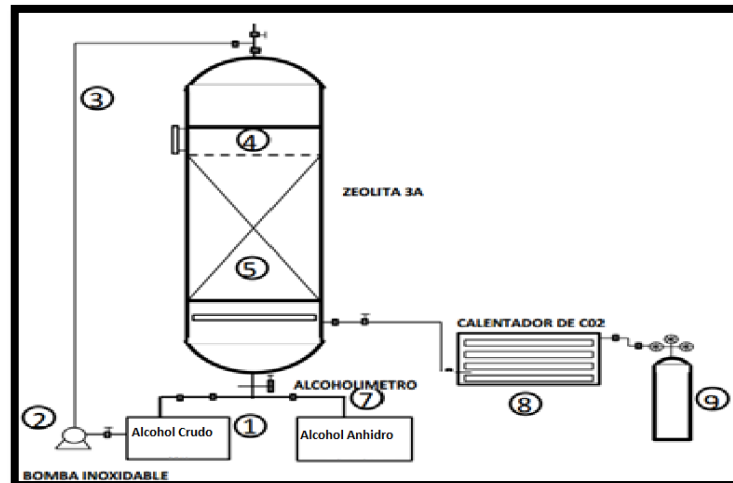 3
4
ZEOLITA 3A
5
CALENTADOR DE C02
ALCOHOLIMETRO
7
8
9
2
Alcohol Crudo
1
Alcohol Anhidro
BOMBA INOXIDABLE